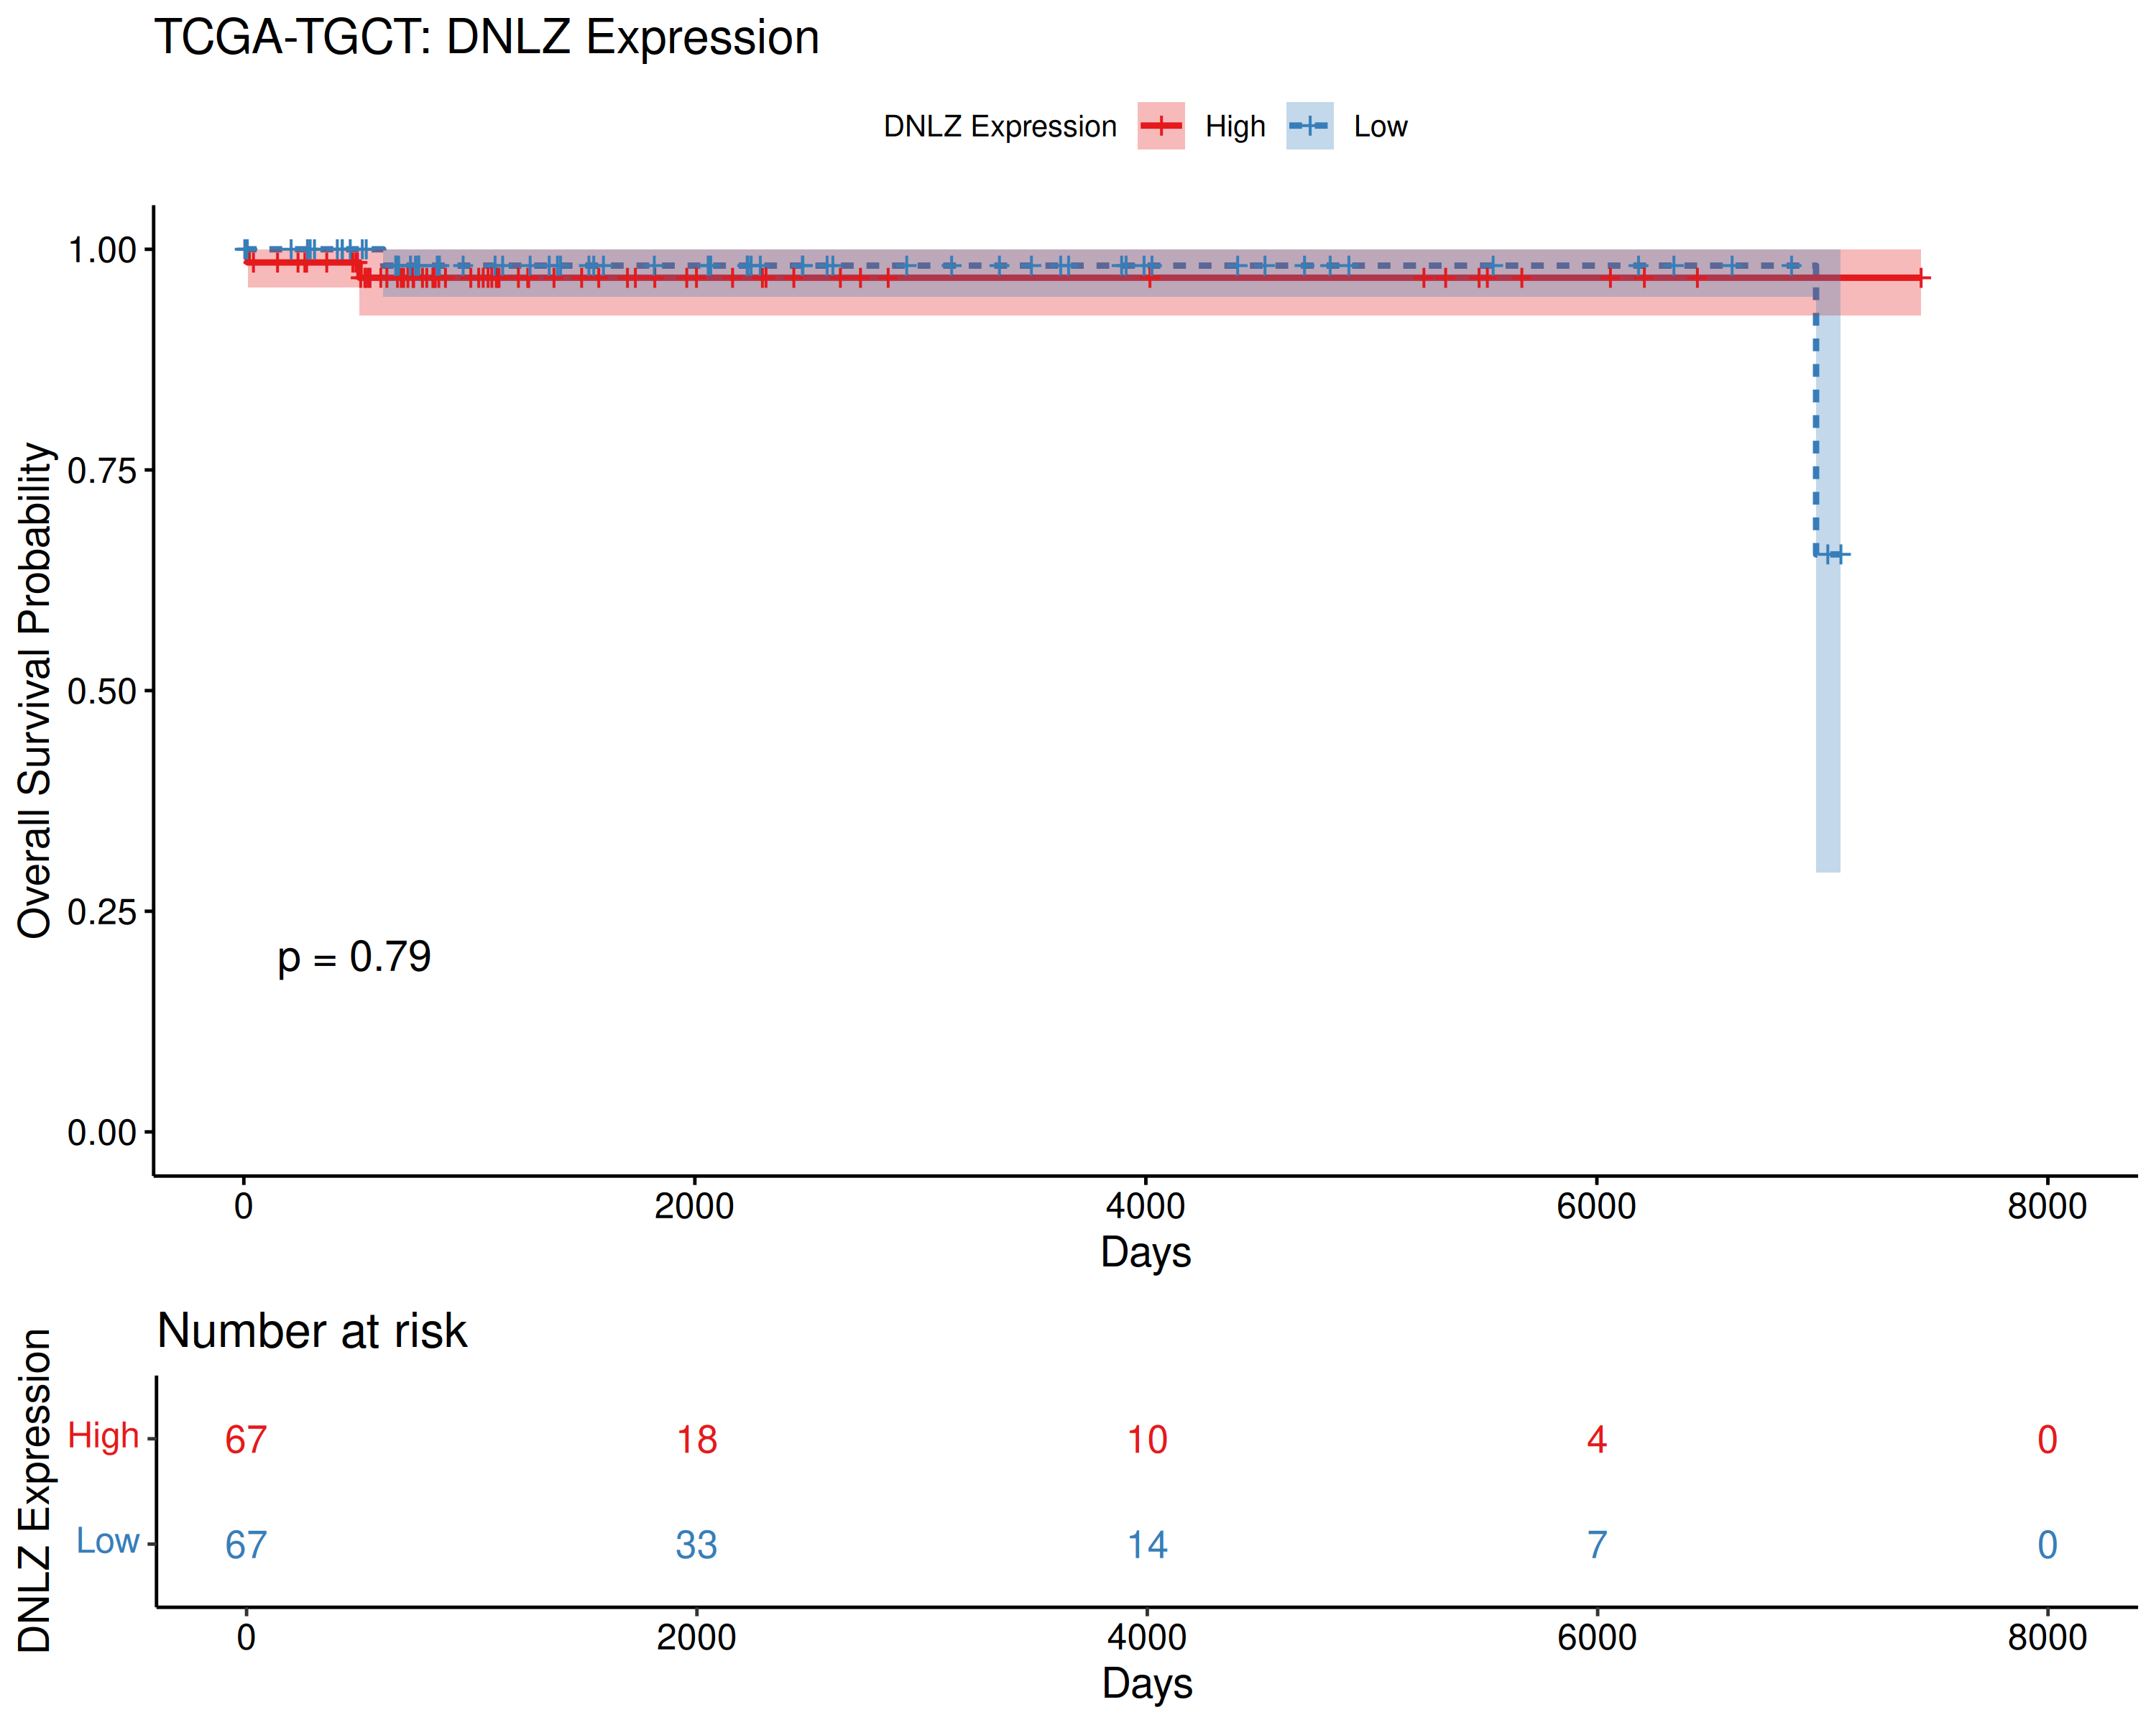 TCGA-TGCT: DNLZ Expression
DNLZ Expression High Low
Overall Survival Probability
1.00
0.75
0.50
0.25
0.00
p = 0.79
0 2000 4000 6000 8000
Days
Number at risk
DNLZ Expression
High 67 18 10 4 0
Low 67 33 14 7 0
0 2000 4000 6000 8000
Days